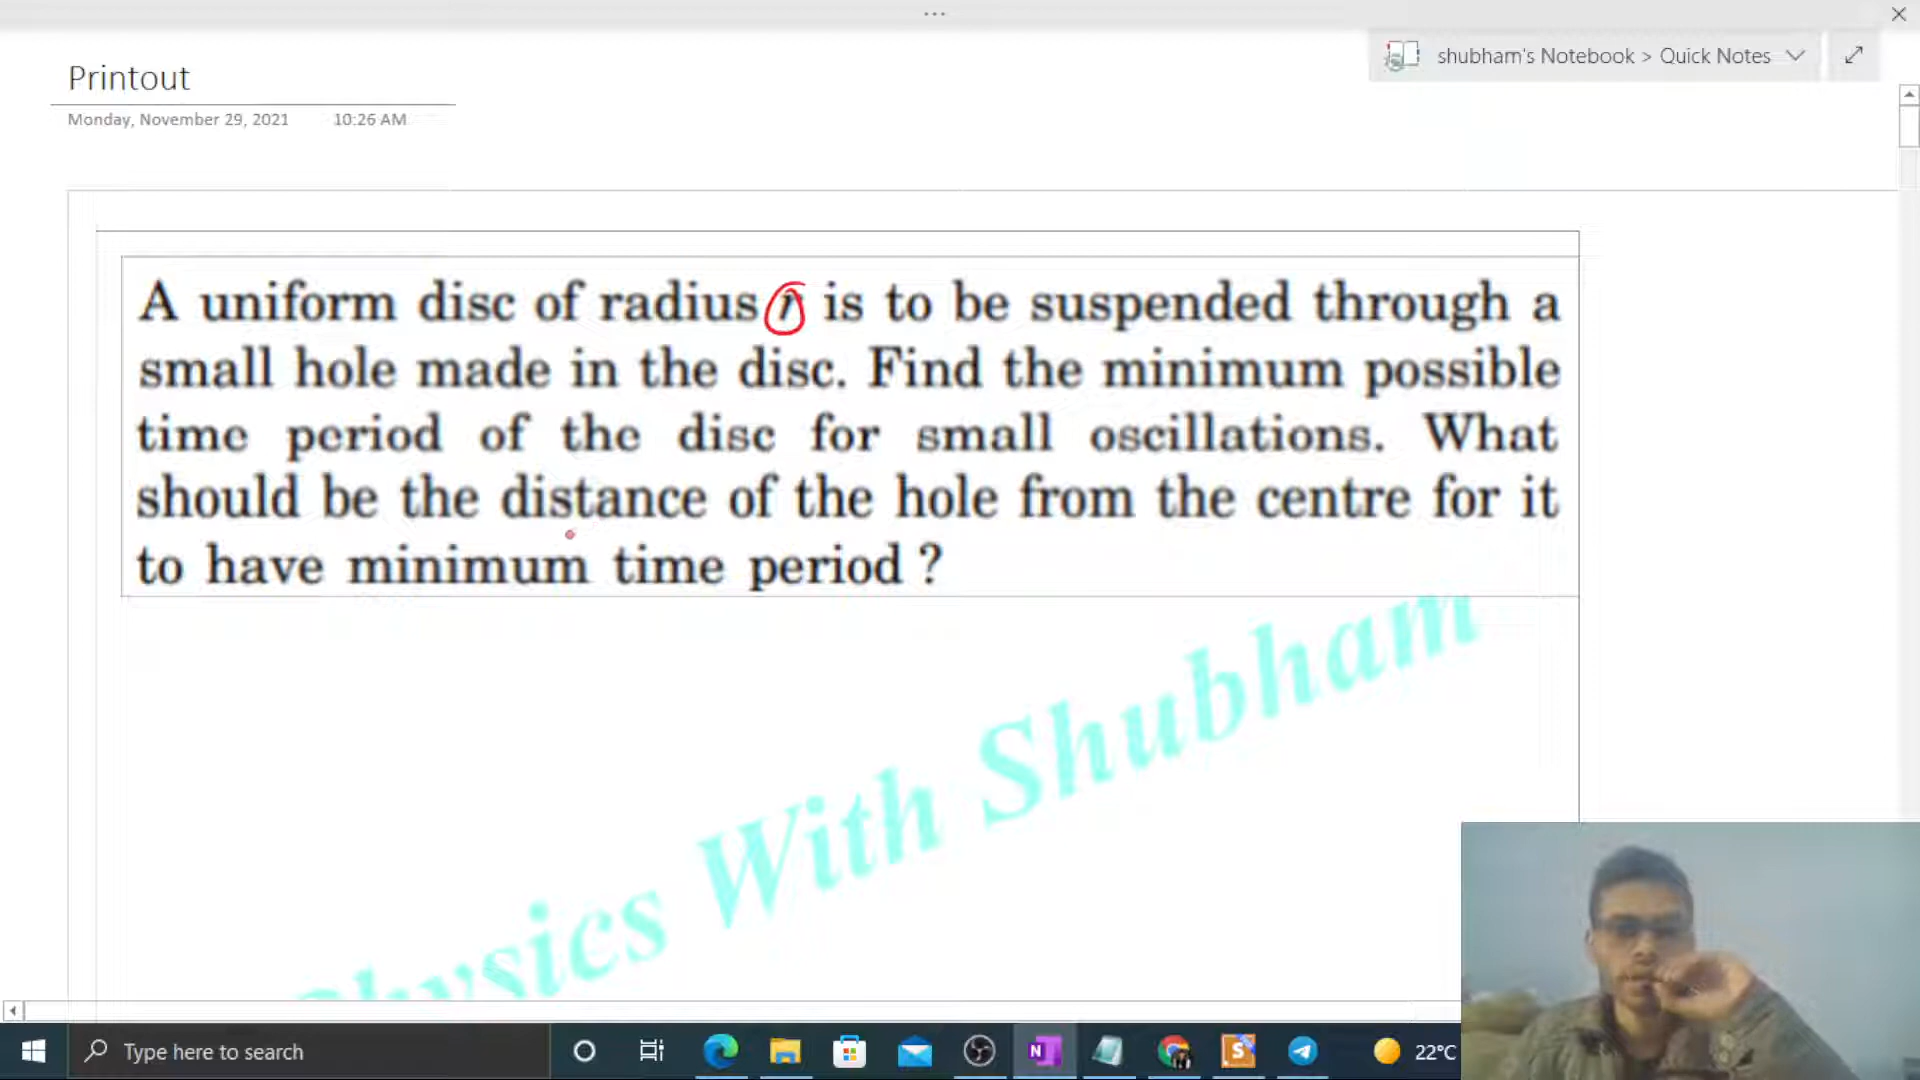 ...
shubham's Notebook > Quick Notes
Printout
Monday, November 29, 2021 10:26 AM
A uniform disc of radius r is to be suspended through a
small hole made in the disc. Find the minimum possible
time period of the disc for small oscillations. What
should be the distance of the hole from the centre for it
to have minimum time period ?
Physics With Shubham
Type here to search
N
S
22°C